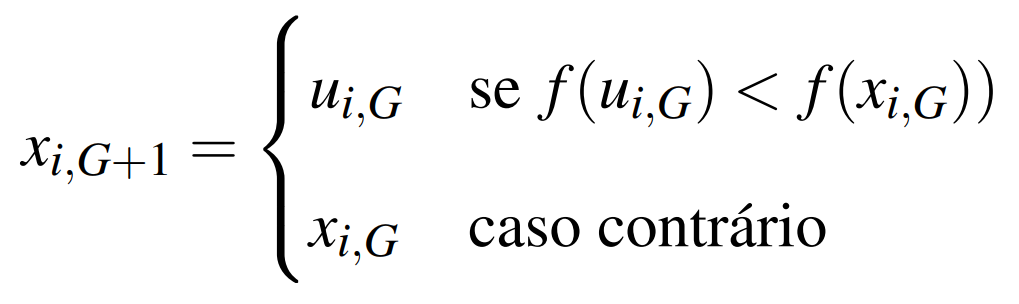 u_{i,G} se f(u_{i,G}) < f(x_{i,G}))
x_{i,G+1} = {
x_{i,G} caso contrário